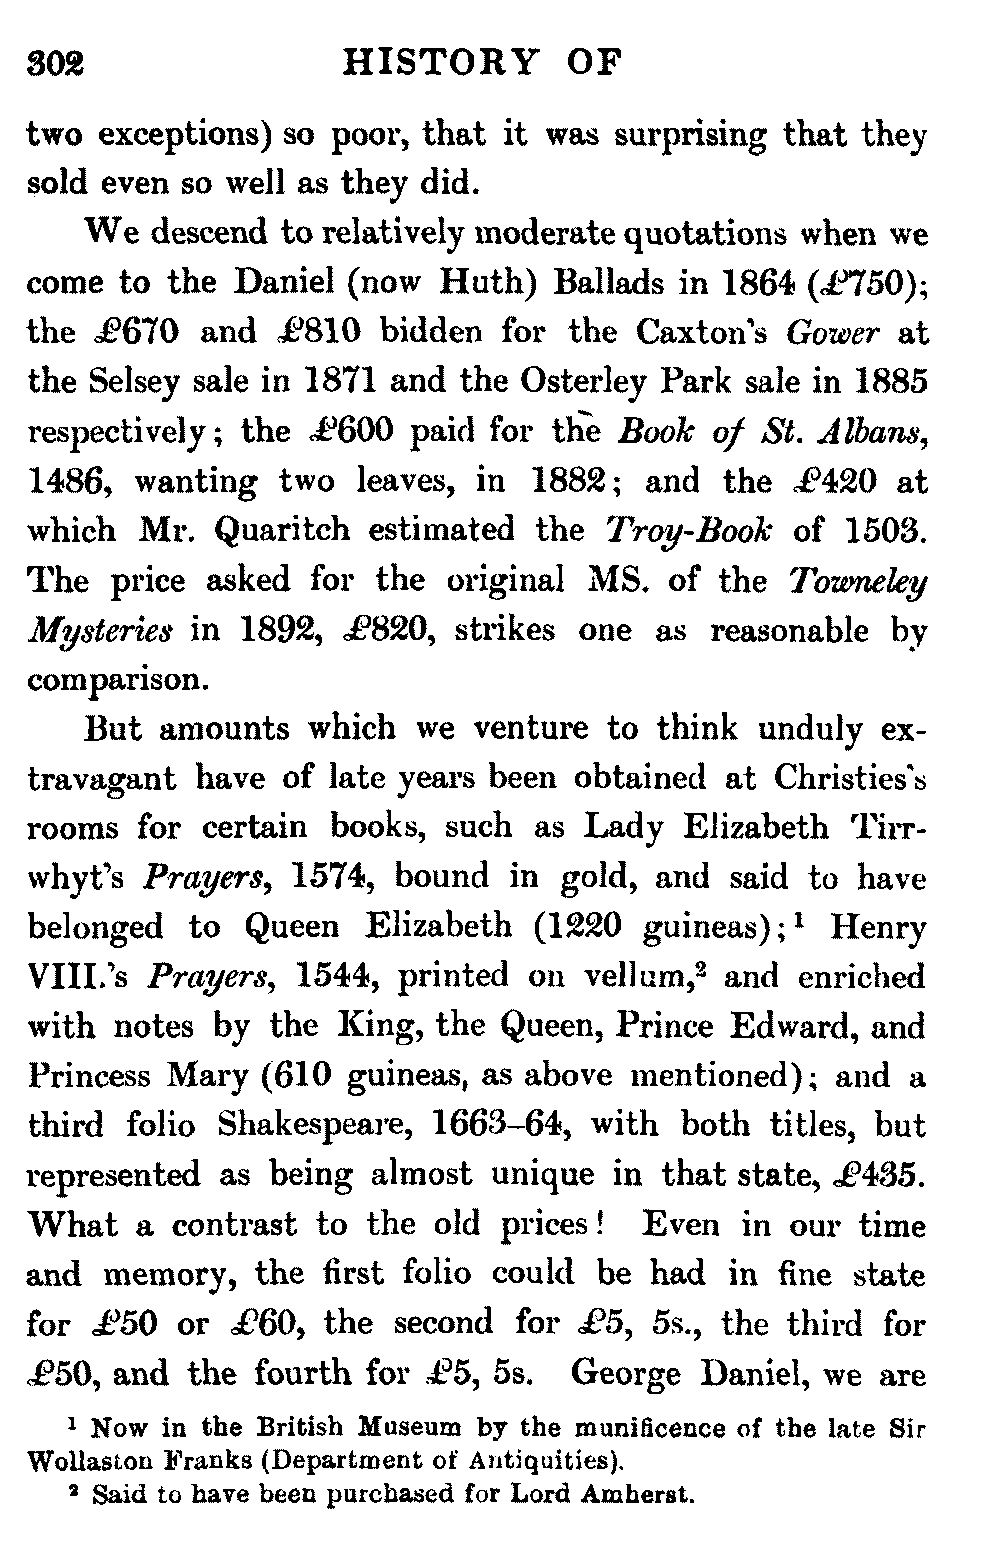 302 HISTORY OF
two exceptions) so poor, that it was surprising that they
sold even so well as they did.
We descend to relatively moderate quotations when we
come to the Daniel (now Huth) Ballads in 1864 (£750);
the £670 and £810 bidden for the Caxton's Gower at
the Selsey sale in 1871 and the Osterley Park sale in 1885
respectively; the £600 paid for the Book of St. Albans,
1486, wanting two leaves, in 1882; and the £420 at
which Mr. Quaritch estimated the Troy-Book of 1503.
The price asked for the original MS. of the Towneley
Mysteries in 1892, £820, strikes one as reasonable by
comparison.
But amounts which we venture to think unduly ex-
travagant have of late years been obtained at Christies's
rooms for certain books, such as Lady Elizabeth Tirr-
whyt's Prayers, 1574, bound in gold, and said to have
belonged to Queen Elizabeth (1220 guineas);¹ Henry
VIII.'s Prayers, 1544, printed on vellum,² and enriched
with notes by the King, the Queen, Prince Edward, and
Princess Mary (610 guineas, as above mentioned); and a
third folio Shakespeare, 1663–64, with both titles, but
represented as being almost unique in that state, £435.
What a contrast to the old prices! Even in our time
and memory, the first folio could be had in fine state
for £50 or £60, the second for £5, 5s., the third for
£50, and the fourth for £5, 5s. George Daniel, we are
¹ Now in the British Museum by the munificence of the late Sir
Wollaston Franks (Department of Antiquities).
² Said to have been purchased for Lord Amherst.